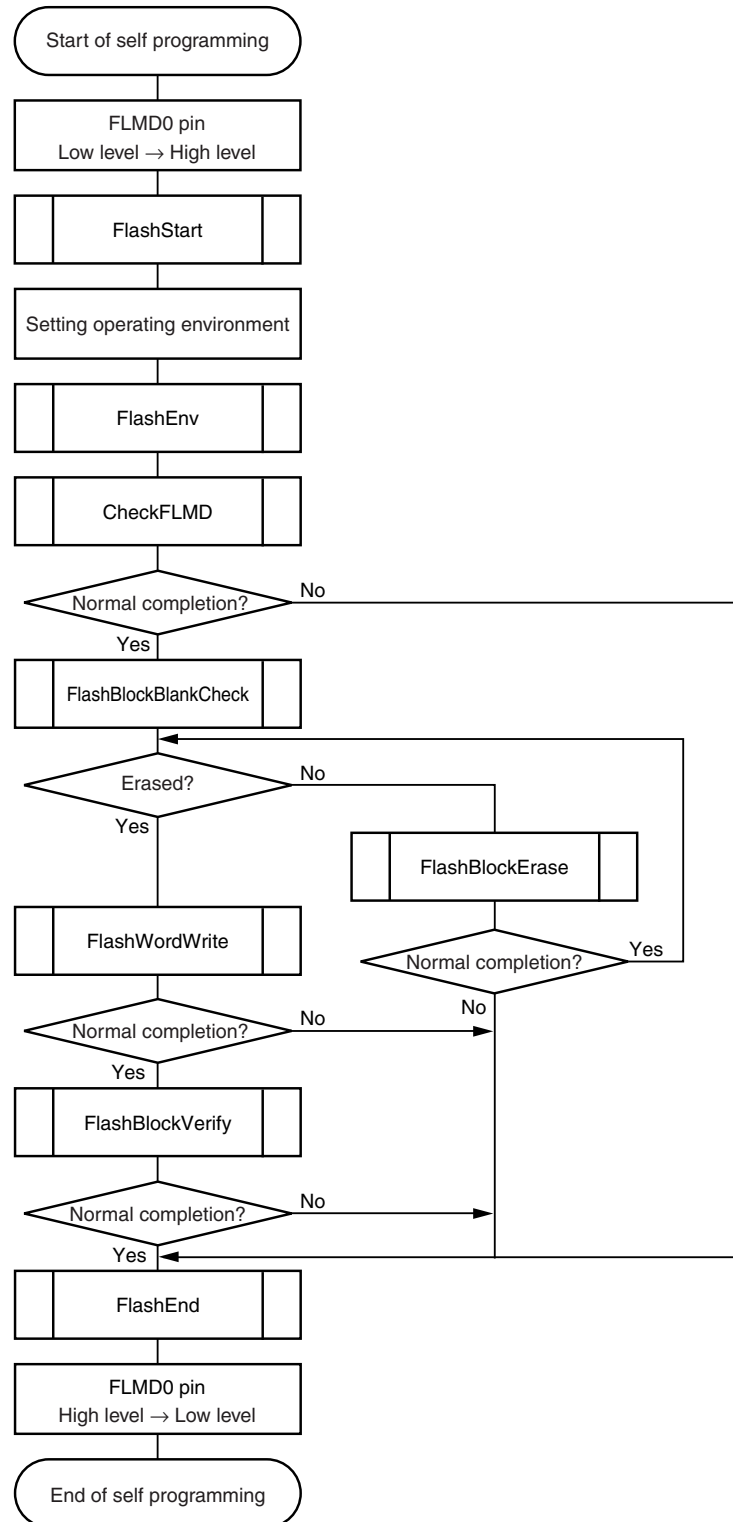 Start of self programming
FLMD0 pin
Low level → High level
FlashStart
Setting operating environment
FlashEnv
CheckFLMD
Normal completion?
No
Yes
FlashBlockBlankCheck
Erased?
No
Yes
FlashBlockErase
FlashWordWrite
Normal completion?
Yes
No
Normal completion?
No
Yes
FlashBlockVerify
Normal completion?
No
Yes
FlashEnd
FLMD0 pin
High level → Low level
End of self programming